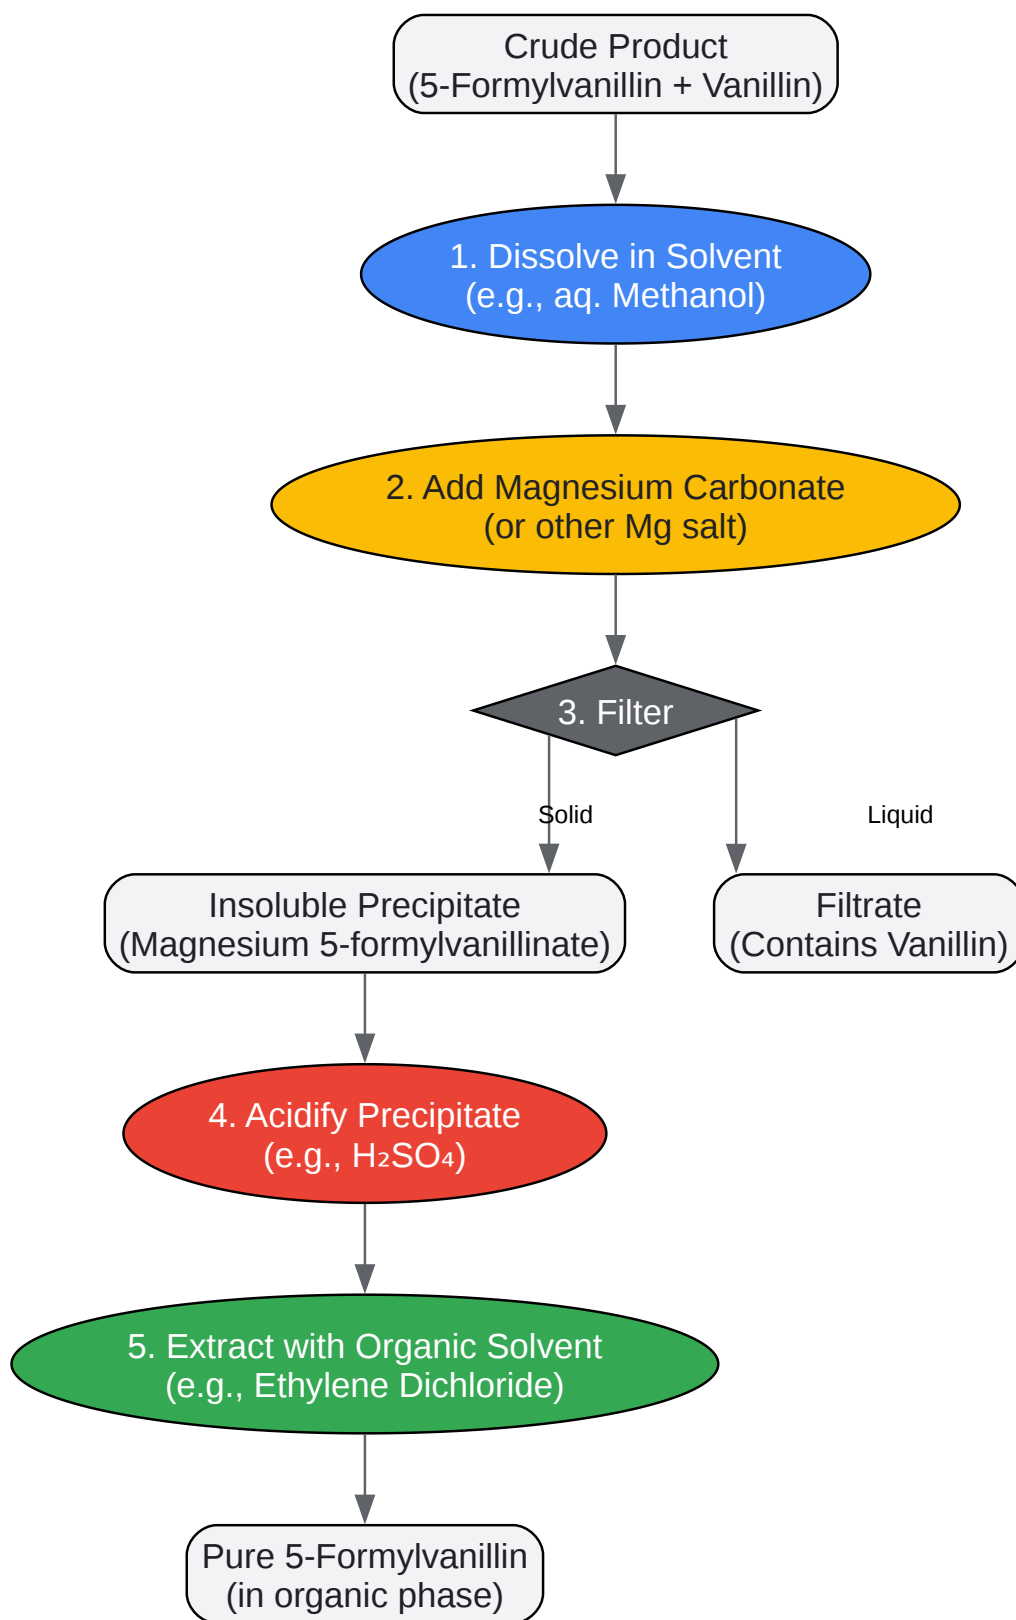 Crude Product
(5-Formylvanillin + Vanillin)
1. Dissolve in Solvent
(e.g., aq. Methanol)
2. Add Magnesium Carbonate
(or other Mg salt)
3. Filter
Solid
Liquid
Insoluble Precipitate
(Magnesium 5-formylvanillinate)
Filtrate
(Contains Vanillin)
4. Acidify Precipitate
(e.g., H₂SO₄)
5. Extract with Organic Solvent
(e.g., Ethylene Dichloride)
Pure 5-Formylvanillin
(in organic phase)